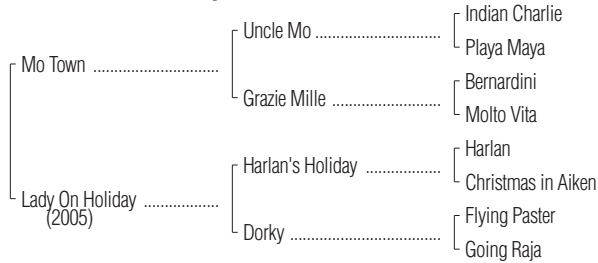 Indian Charlie
Uncle Mo ..............................
Playa Maya
Mo Town ..............................
Bernardini
Grazie Mille ..........................
Molto Vita
Harlan
Harlan's Holiday ..................
Christmas in Aiken
Lady On Holiday ..................
(2005)
Flying Paster
Dorky ....................................
Going Raja